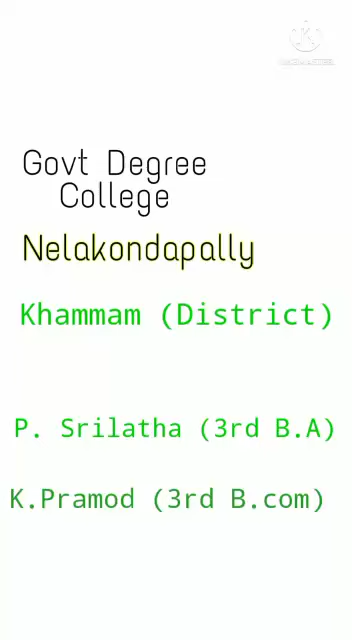 Govt Degree
College
Nelakondapally
Khammam (District)
P. Srilatha (3rd B.A)
K.Pramod (3rd B.com)